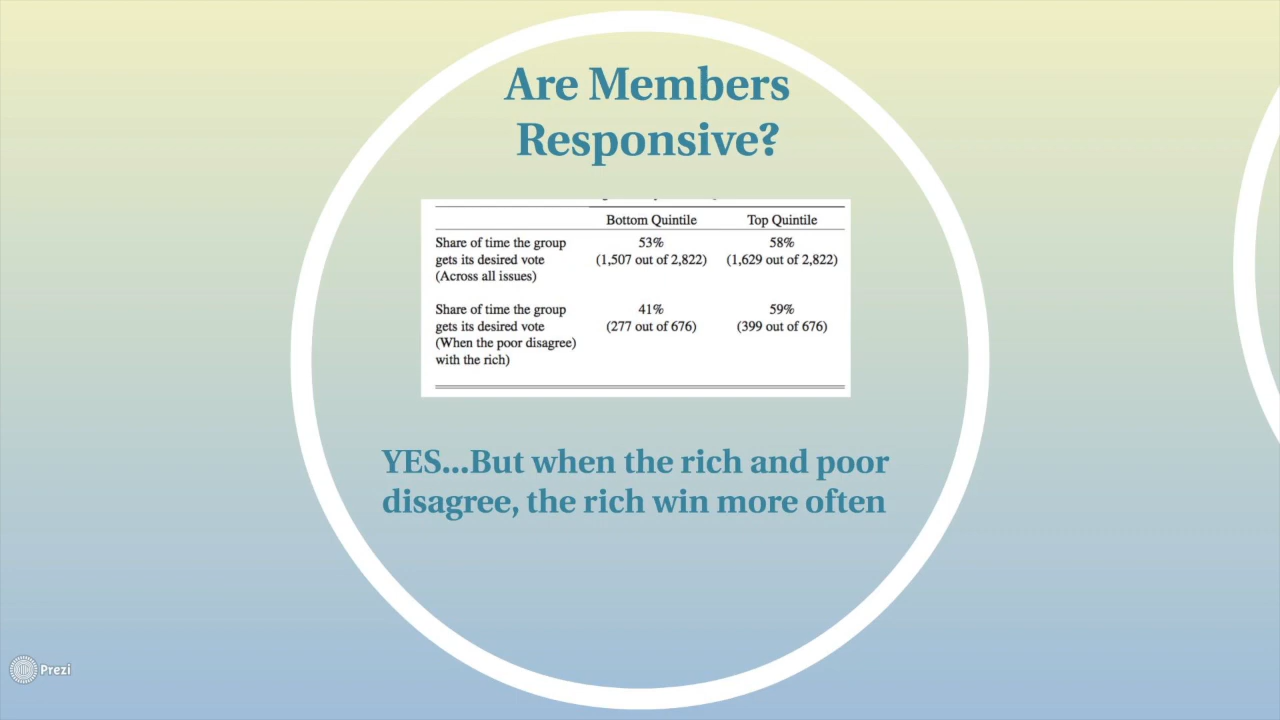 Are Members
Responsive?
Bottom Quintile Top Quintile
Share of time the group 53% 58%
gets its desired vote (1,507 out of 2,822) (1,629 out of 2,822)
(Across all issues)
Share of time the group 41% 59%
gets its desired vote (277 out of 676) (399 out of 676)
(When the poor disagree)
with the rich)
YES...But when the rich and poor
disagree, the rich win more often
Prezi